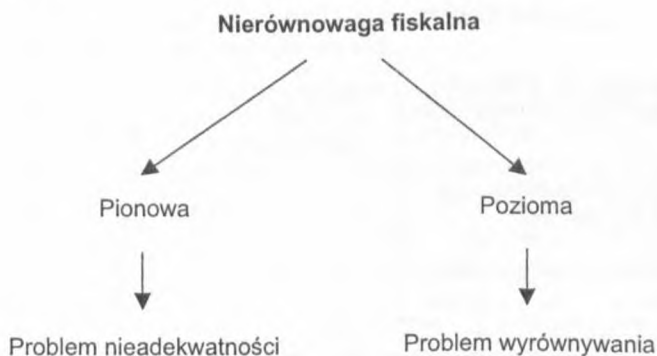 Nierównowaga fiskalna
Pionowa
Pozioma
Problem nieadekwatności
Problem wyrównywania